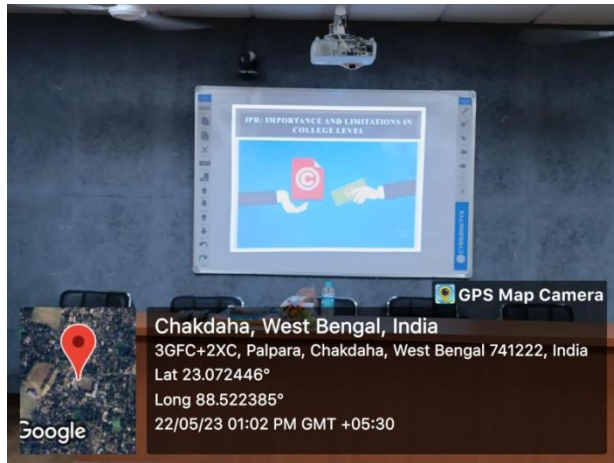 IPR: IMPORTANCE AND LIMITATIONS IN
COLLEGE LEVEL
©
GPS Map Camera
Chakdaha, West Bengal, India
3GFC+2XC, Palpara, Chakdaha, West Bengal 741222, India
Lat 23.072446°
Long 88.522385°
22/05/23 01:02 PM GMT +05:30
Google